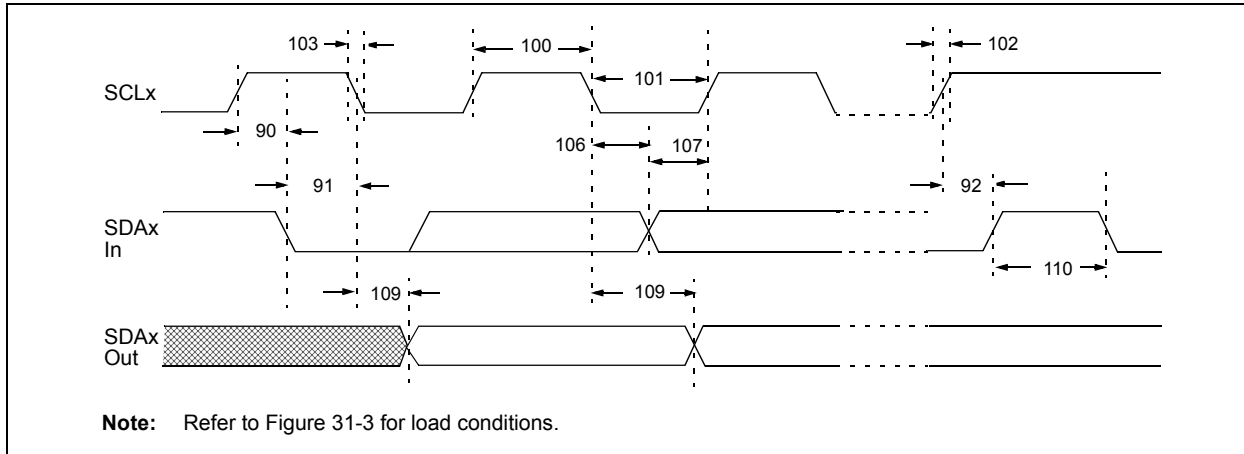 103
100
102
SCLx
101
90
106
107
91
92
SDAx
In
110
109
109
SDAx
Out
Note: Refer to Figure 31-3 for load conditions.